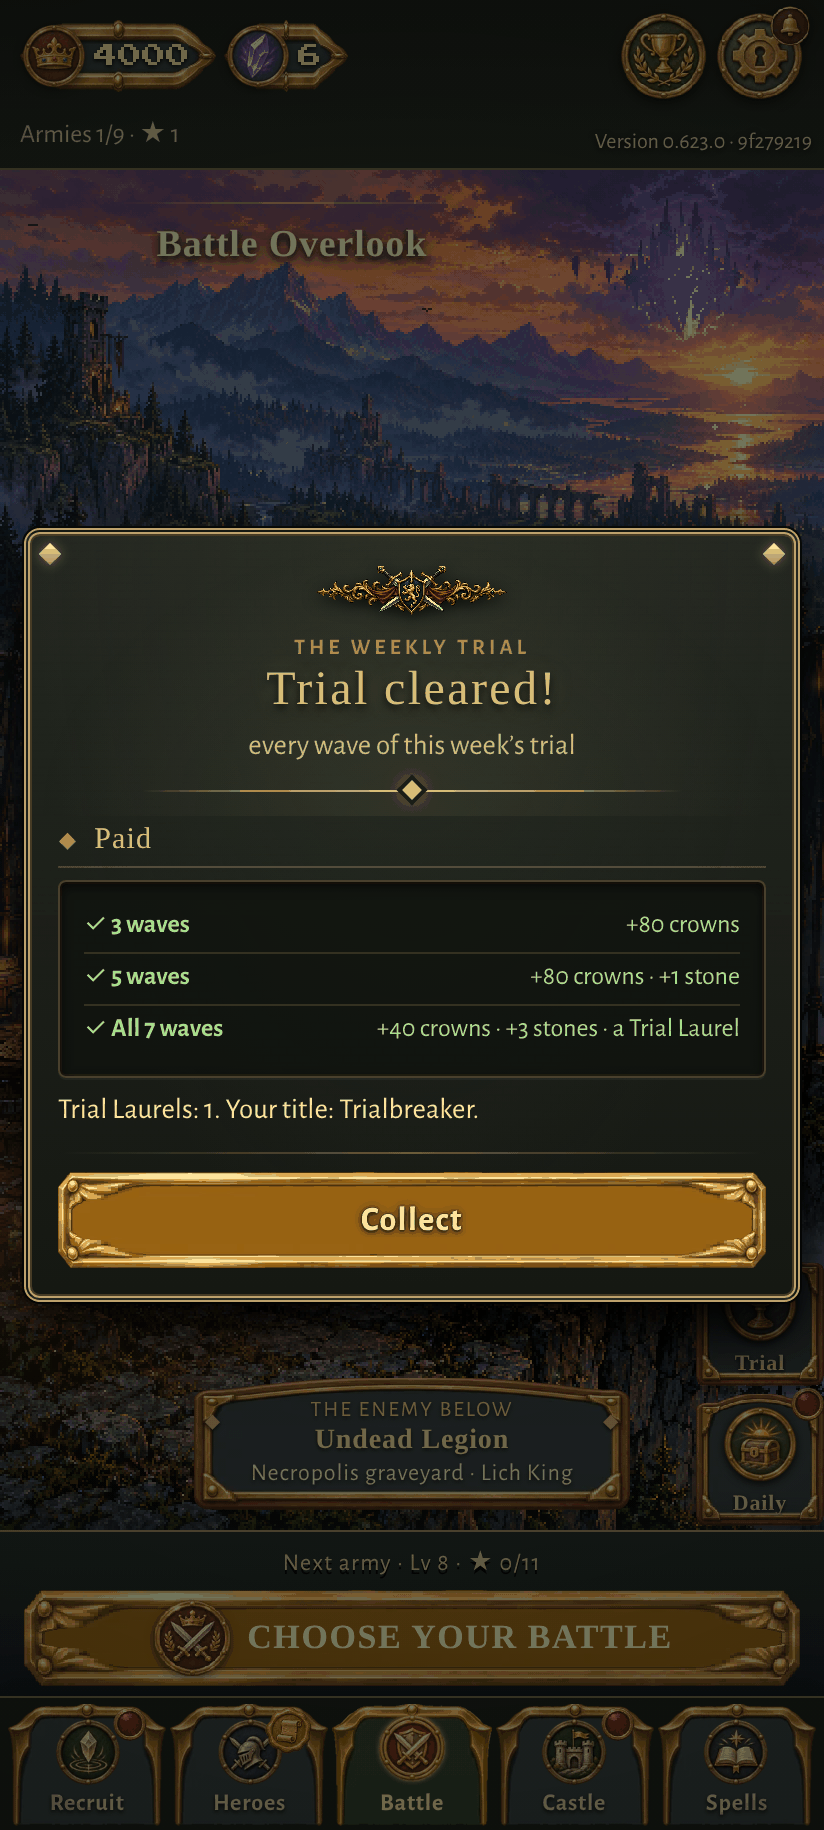 4000
6
Armies 1/9 · ★ 1
Version 0.623.0 · 9f279219
Battle Overlook
THE WEEKLY TRIAL
Trial cleared!
every wave of this week’s trial
Paid
✓ 3 waves +80 crowns
✓ 5 waves +80 crowns · +1 stone
✓ All 7 waves +40 crowns · +3 stones · a Trial Laurel
Trial Laurels: 1. Your title: Trialbreaker.
Collect
Trial
THE ENEMY BELOW
Undead Legion
Necropolis graveyard · Lich King
Daily
Next army · Lv 8 · ★ 0/11
CHOOSE YOUR BATTLE
Recruit
Heroes
Battle
Castle
Spells